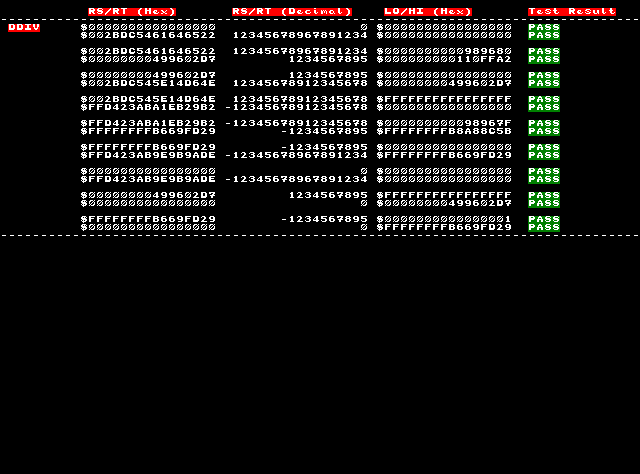 RS/RT (Hex) RS/RT (Decimal) LO/HI (Hex) Test Result
DDIV $0000000000000000 0 $0000000000000000 PASS
$002BDC5461646522 12345678967891234 $0000000000000000 PASS
$002BDC5461646522 12345678967891234 $0000000000989680 PASS
$00000000499602D7 1234567895 $000000000110FFA2 PASS
$00000000499602D7 1234567895 $0000000000000000 PASS
$002BDC545E14D64E 12345678912345678 $00000000499602D7 PASS
$002BDC545E14D64E 12345678912345678 $FFFFFFFFFFFFFFFF PASS
$FFD423ABA1EB29B2 -12345678912345678 $0000000000000000 PASS
$FFD423ABA1EB29B2 -12345678912345678 $000000000098967F PASS
$FFFFFFFFB669FD29 -1234567895 $FFFFFFFFB8A88C5B PASS
$FFFFFFFFB669FD29 -1234567895 $0000000000000000 PASS
$FFD423AB9E9B9ADE -12345678967891234 $FFFFFFFFB669FD29 PASS
$0000000000000000 0 $0000000000000000 PASS
$FFD423AB9E9B9ADE -12345678967891234 $0000000000000000 PASS
$00000000499602D7 1234567895 $FFFFFFFFFFFFFFFF PASS
$0000000000000000 0 $00000000499602D7 PASS
$FFFFFFFFB669FD29 -1234567895 $0000000000000001 PASS
$0000000000000000 0 $FFFFFFFFB669FD29 PASS